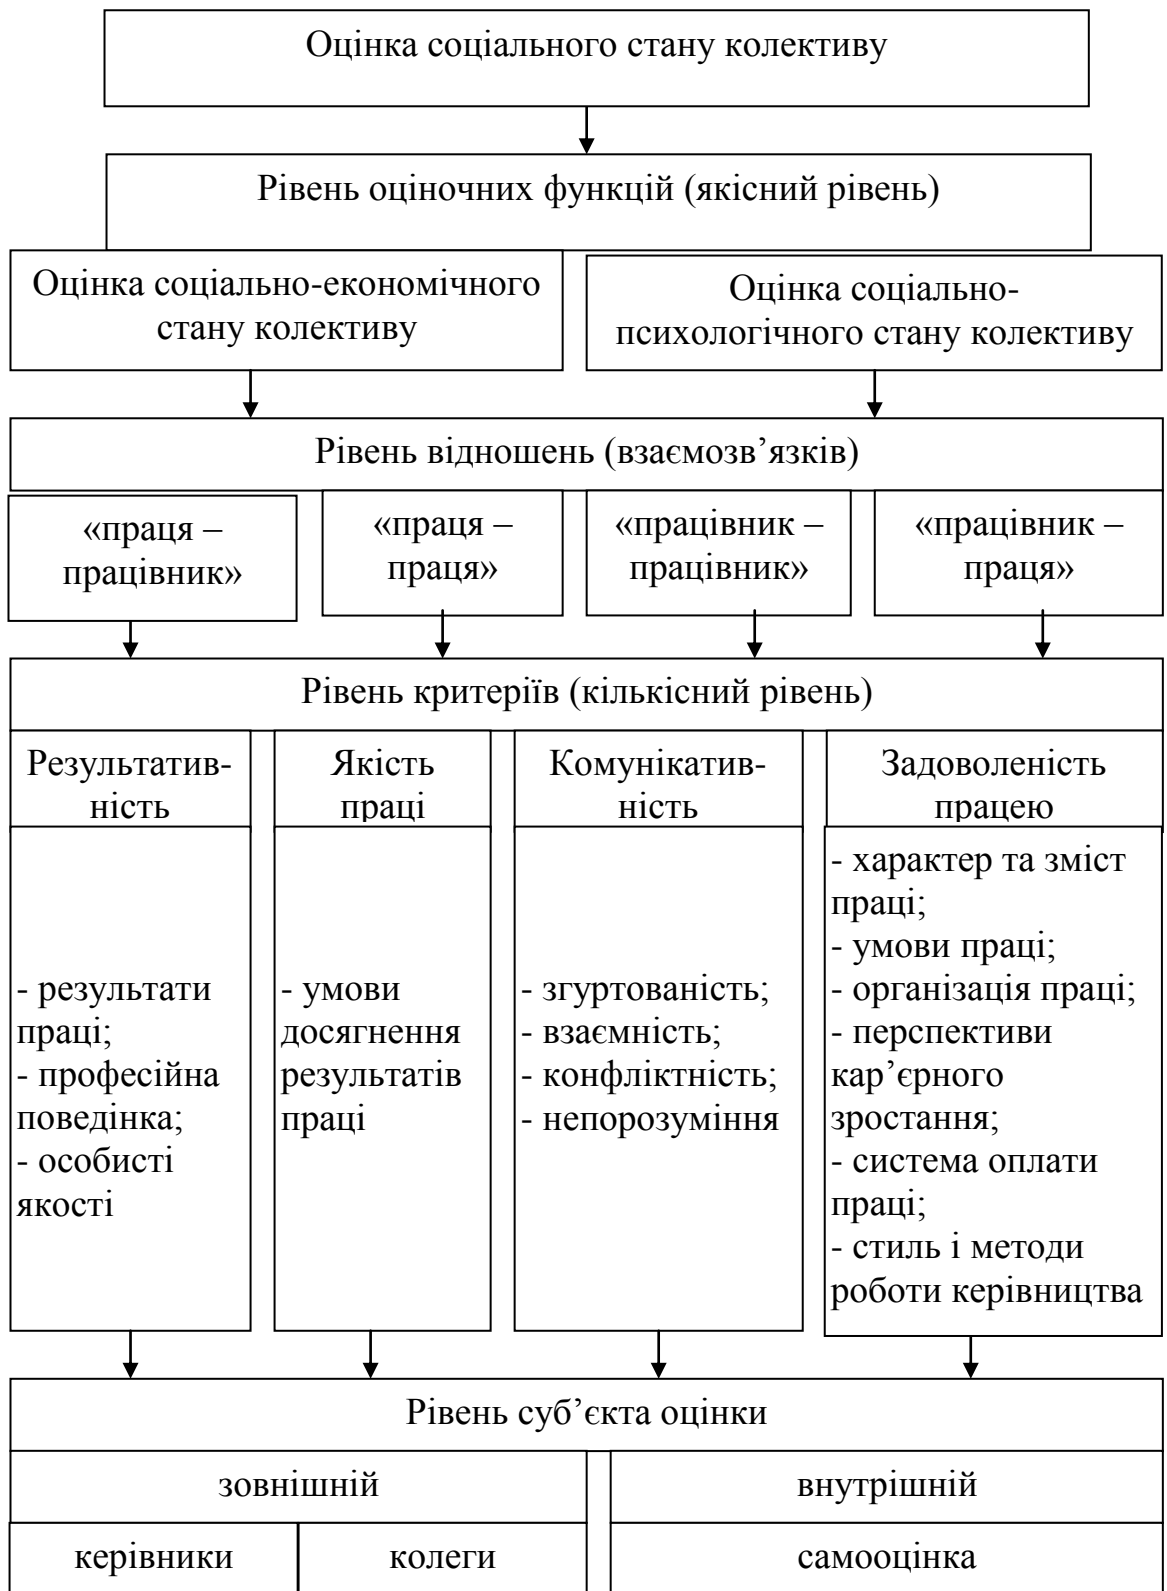 Оцінка соціального стану колективу
Рівень оціночних функцій (якісний рівень)
Оцінка соціально-економічного
стану колективу
Оцінка соціально-
психологічного стану колективу
Рівень відношень (взаємозв’язків)
«праця –
працівник»
«праця –
праця»
«працівник –
працівник»
«працівник –
праця»
Рівень критеріїв (кількісний рівень)
Результатив-
ність
Якість
праці
Комунікатив-
ність
Задоволеність
працею
- результати
праці;
- професійна
поведінка;
- особисті
якості
- умови
досягнення
результатів
праці
- згуртованість;
- взаємність;
- конфліктність;
- непорозуміння
- характер та зміст
праці;
- умови праці;
- організація праці;
- перспективи
кар’єрного
зростання;
- система оплати
праці;
- стиль і методи
роботи керівництва
Рівень суб’єкта оцінки
зовнішній
внутрішній
керівники
колеги
самооцінка